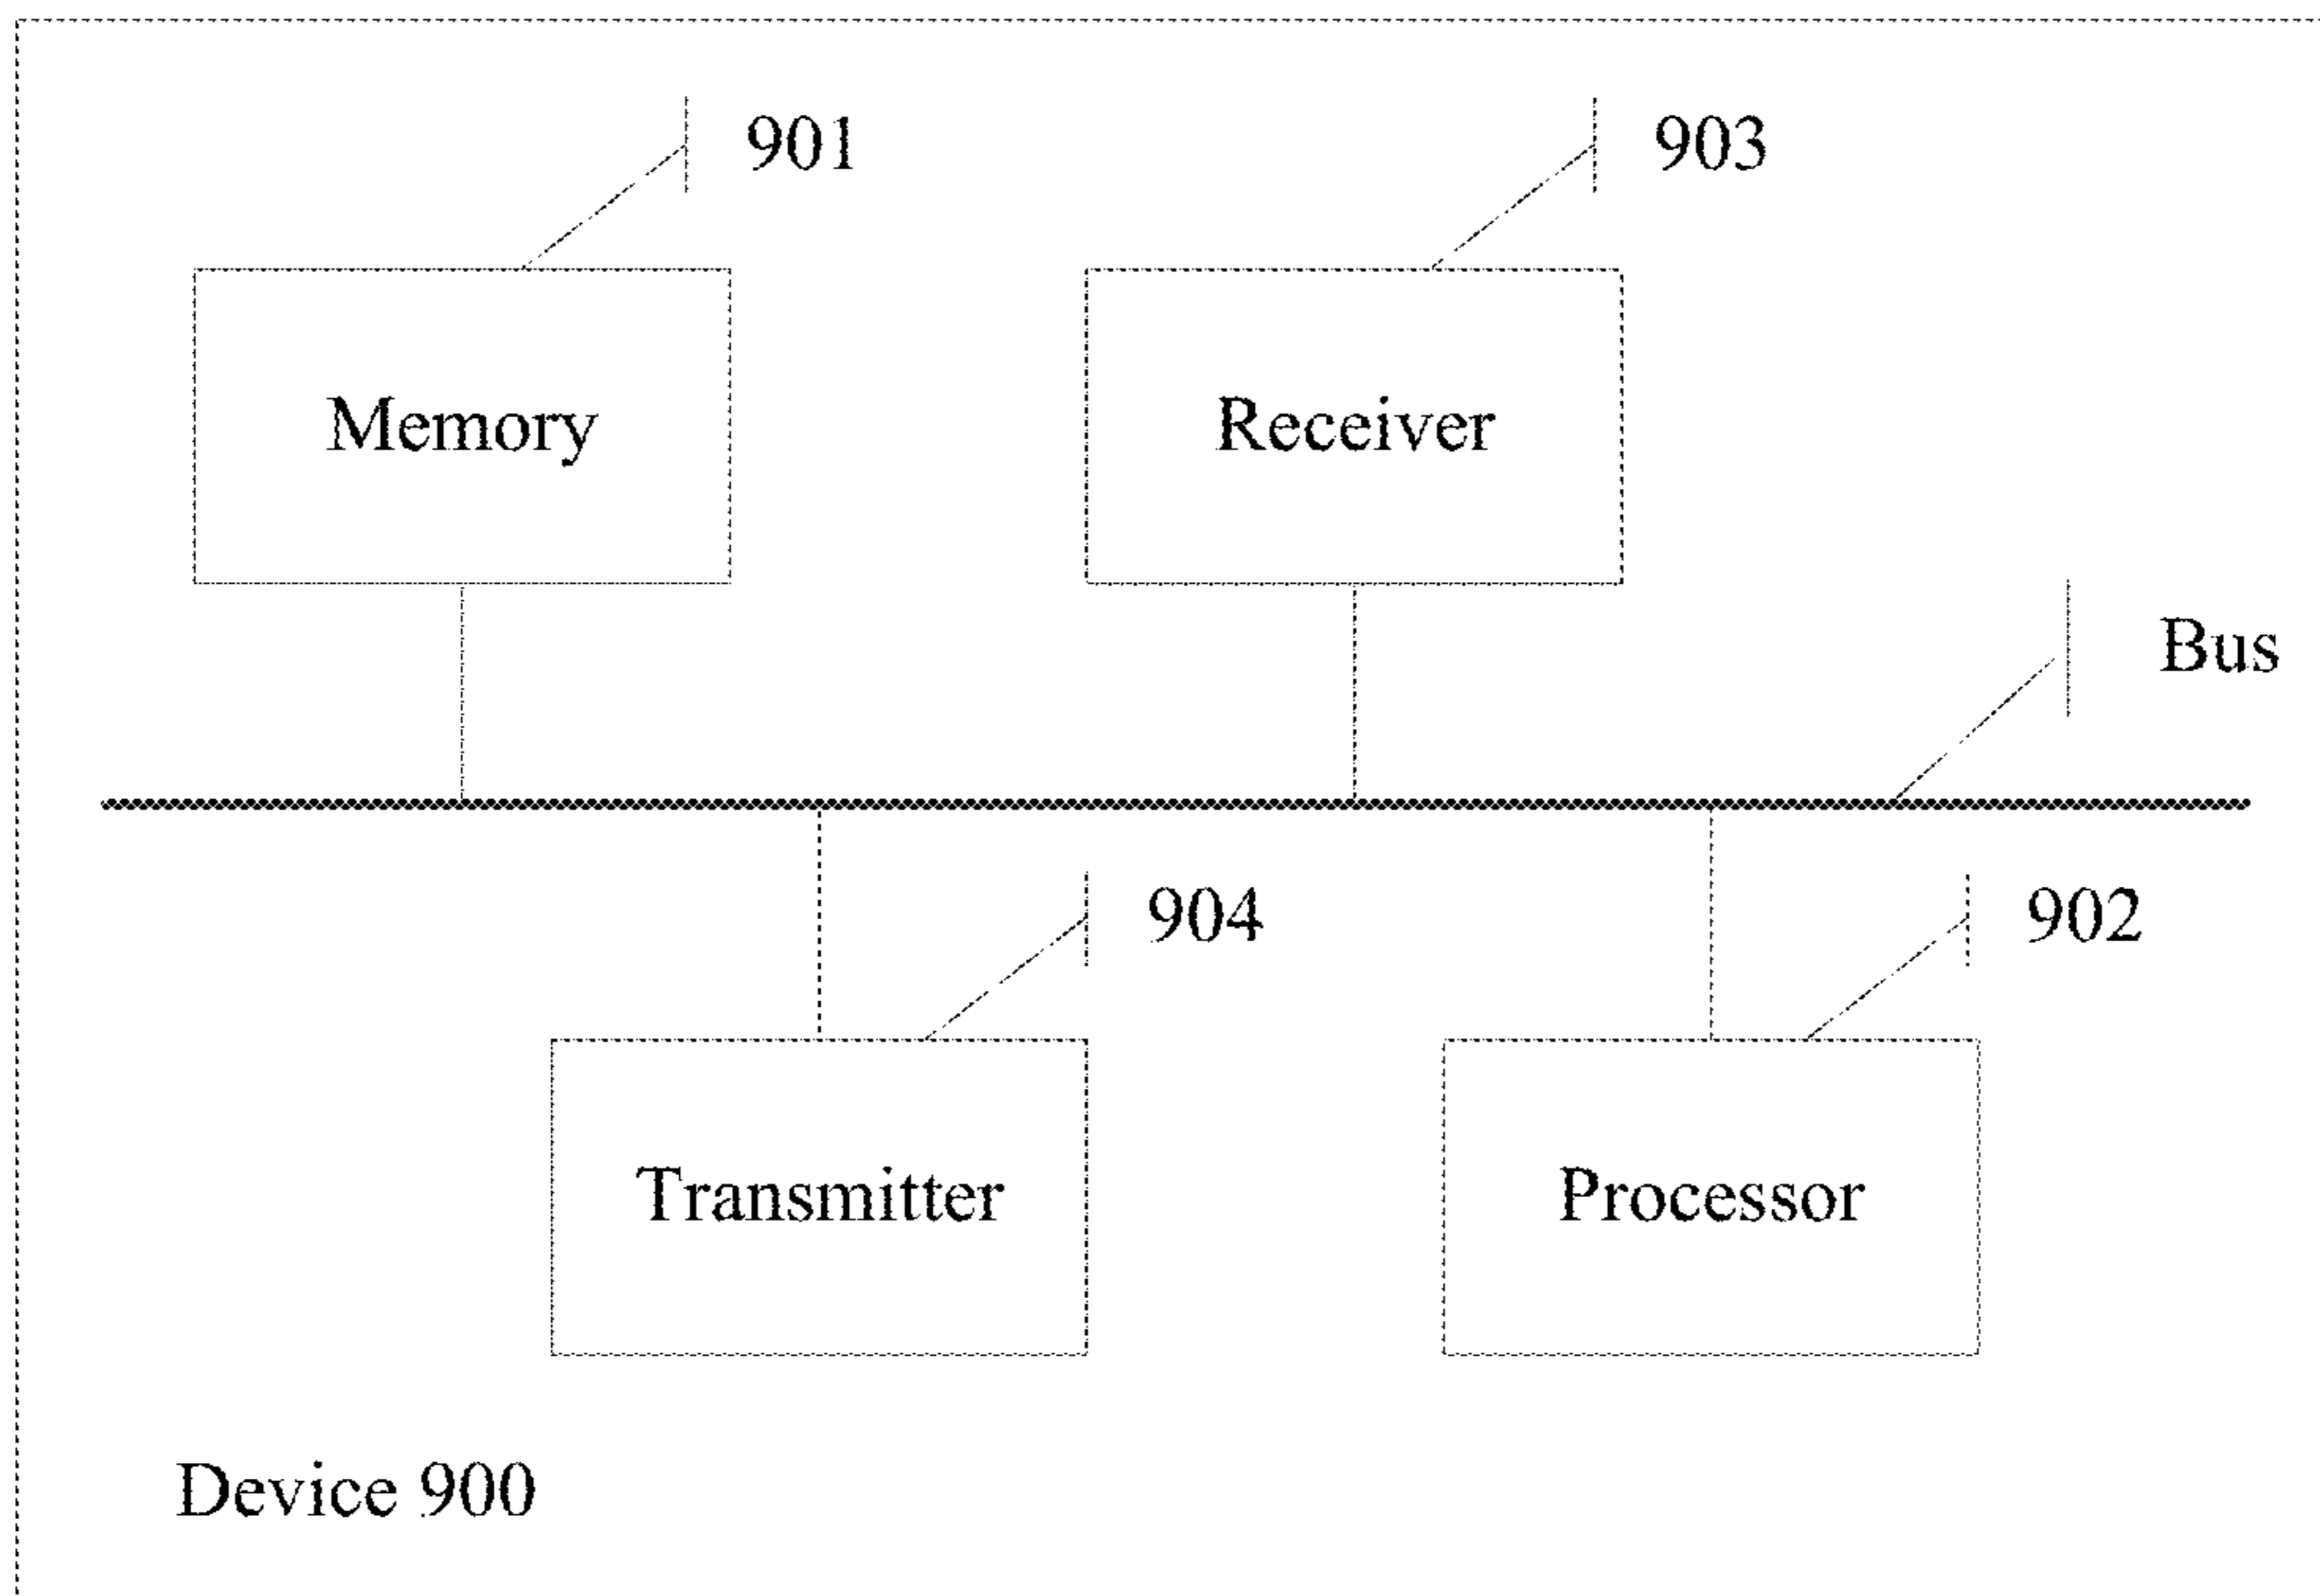 901
903
Memory
Receiver
Bus
904
902
Transmitter
Processor
Device 900